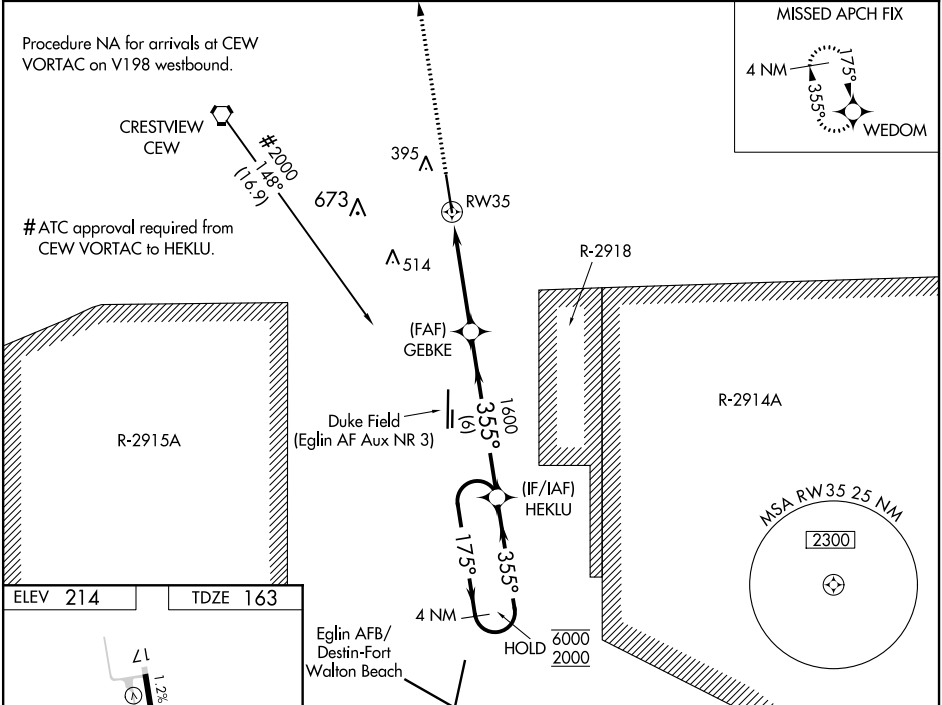 Procedure NA for arrivals at CEW
VORTAC on V198 westbound.
MISSED APCH FIX
4 NM
175°
355°
WEDOM
CRESTVIEW
CEW
#2000
148°
(16.9)
395
673
RW35
#ATC approval required from
CEW VORTAC to HEKLU.
514
R-2918
(FAF)
GEBKE
1600
355°
(6)
Duke Field
(Eglin AF Aux NR 3)
R-2914A
R-2915A
(IF/IAF)
HEKLU
MSA RW35 25 NM
2300
175°
355°
4 NM
HOLD
6000
2000
ELEV 214
TDZE 163
Eglin AFB/
Destin-Fort
Walton Beach
17
1.2%
V